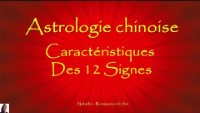 Astrologie chinoise
Caractéristiques
Des 12 Signes